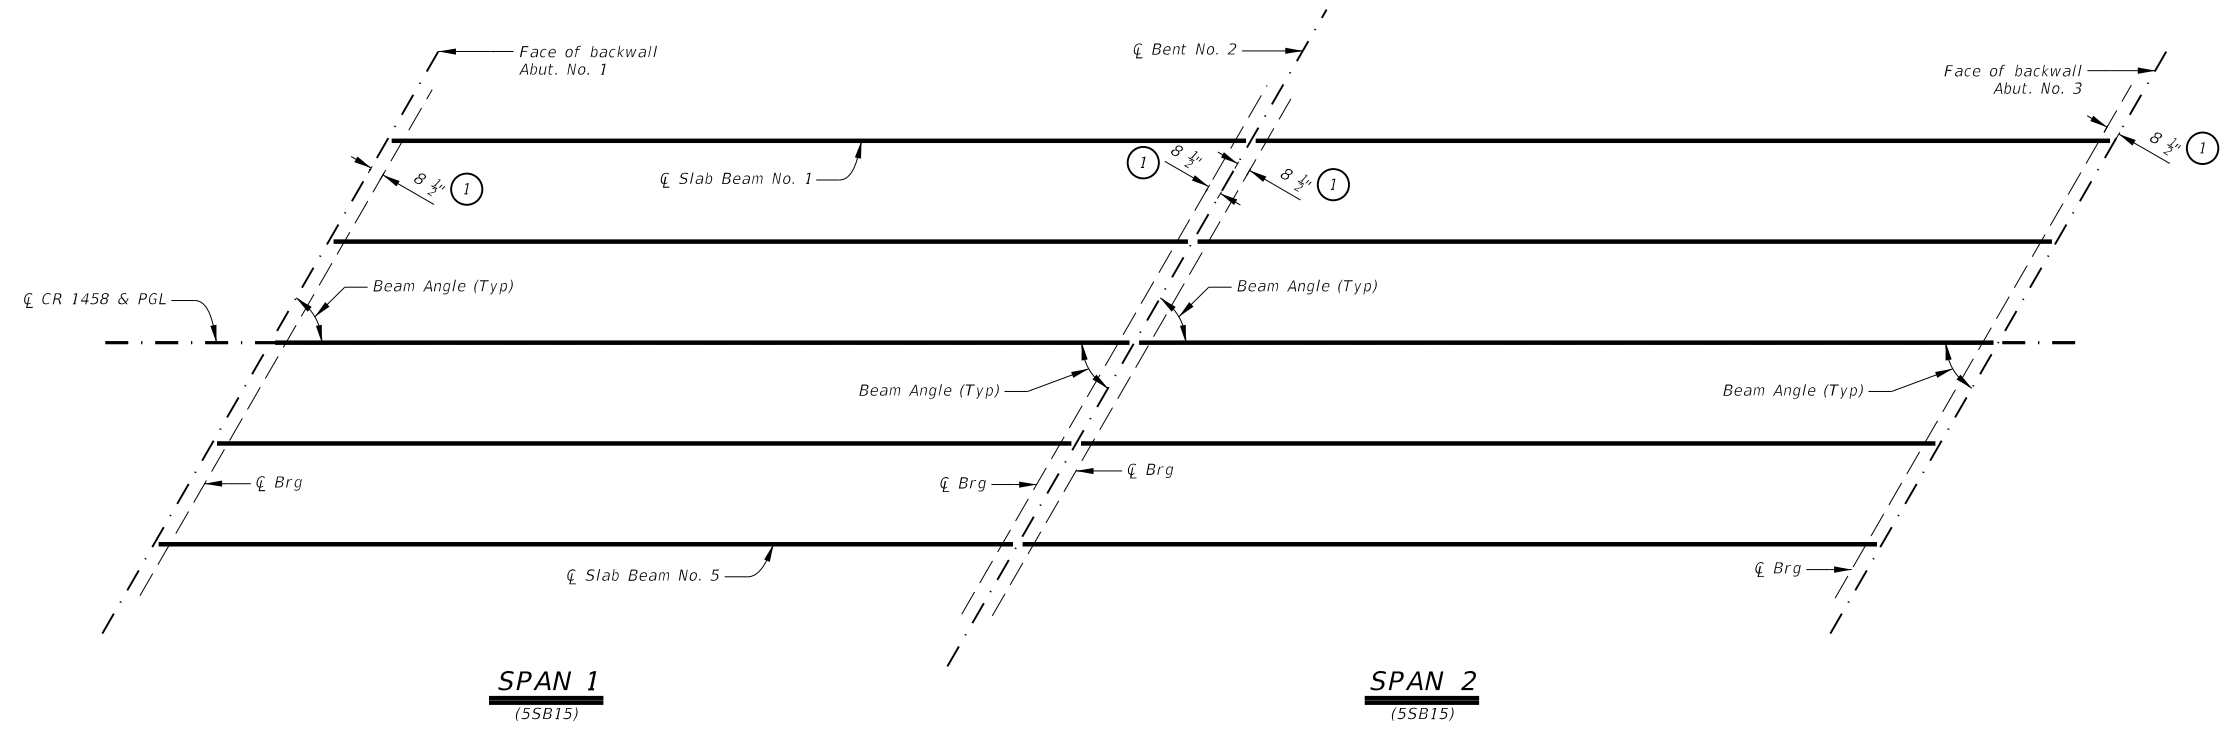 Face of backwall
Abut. No. 1
℄ Bent No. 2
Face of backwall
Abut. No. 3
8 ½" 1
℄ Slab Beam No. 1
1 8 ½"
8 ½" 1
8 ½" 1
℄ CR 1458 & PGL
Beam Angle (Typ)
Beam Angle (Typ)
Beam Angle (Typ)
Beam Angle (Typ)
℄ Brg
℄ Brg
℄ Brg
℄ Brg
℄ Slab Beam No. 5
SPAN 1
(5SB15)
SPAN 2
(5SB15)